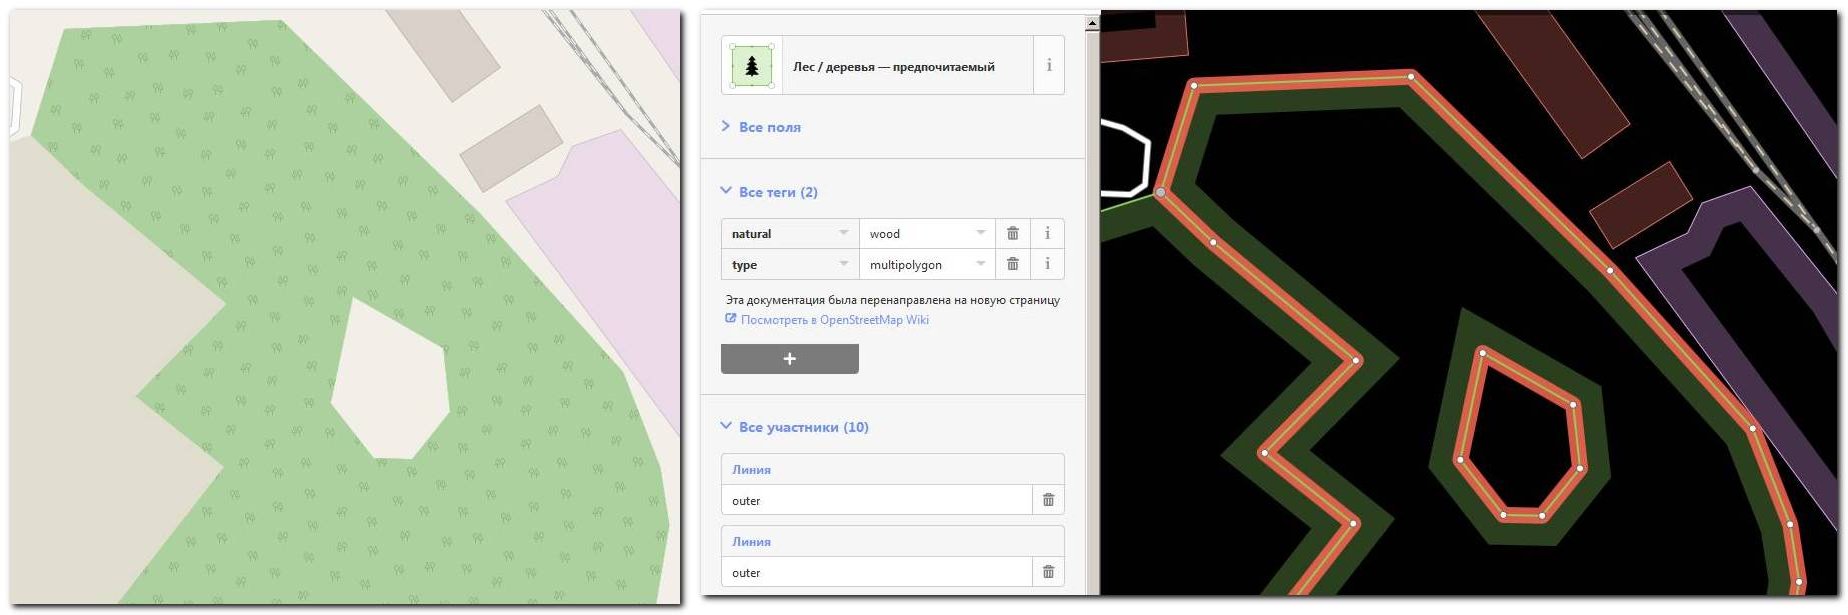 Лес / деревья — предпочитаемый
i
Все поля
Все теги (2)
natural wood i
type multipolygon i
Эта документация была перенаправлена на новую страницу
Посмотреть в OpenStreetMap Wiki
+
Все участники (10)
Линия
outer
Линия
outer